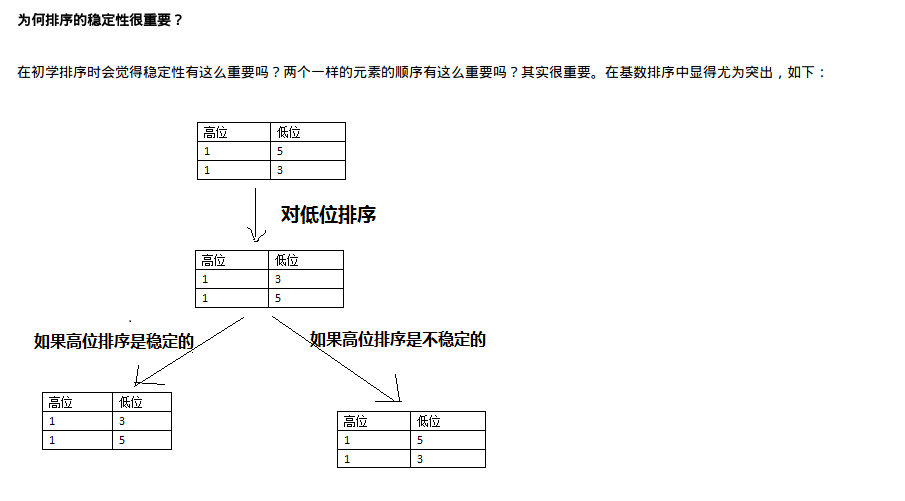 为何排序的稳定性很重要？
在初学排序时会觉得稳定性有这么重要吗？两个一样的元素的顺序有这么重要吗？其实很重要。在基数排序中显得尤为突出，如下：
高位 低位
1 5
1 3
对低位排序
高位 低位
1 3
1 5
如果高位排序是稳定的
如果高位排序是不稳定的
高位 低位
1 3
1 5
高位 低位
1 5
1 3